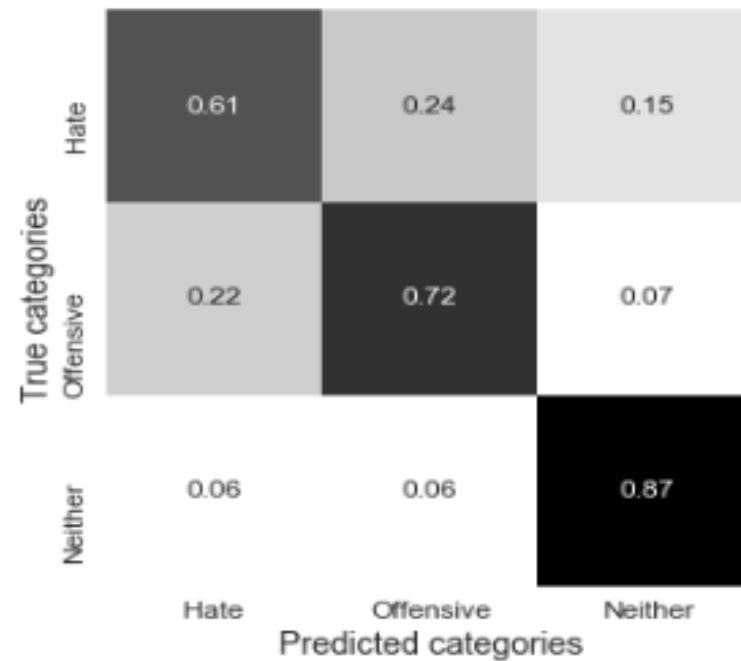 True categories
Hate
0.61 0.24 0.15
Offensive
0.22 0.72 0.07
Neither
0.06 0.06 0.87
Hate Offensive Neither
Predicted categories